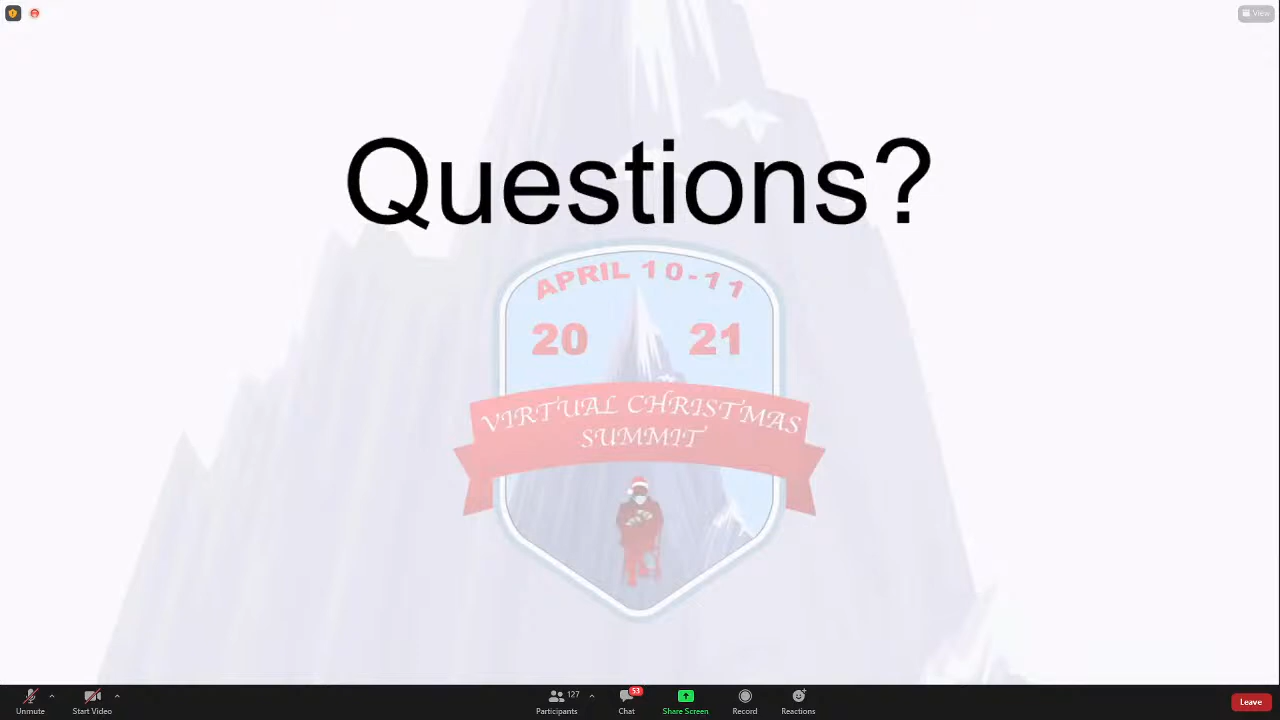 View
Questions?
APRIL 10-11
20 21
VIRTUAL CHRISTMAS
SUMMIT
127
53
Unmute
Start Video
Participants
Chat
Share Screen
Record
Reactions
Leave